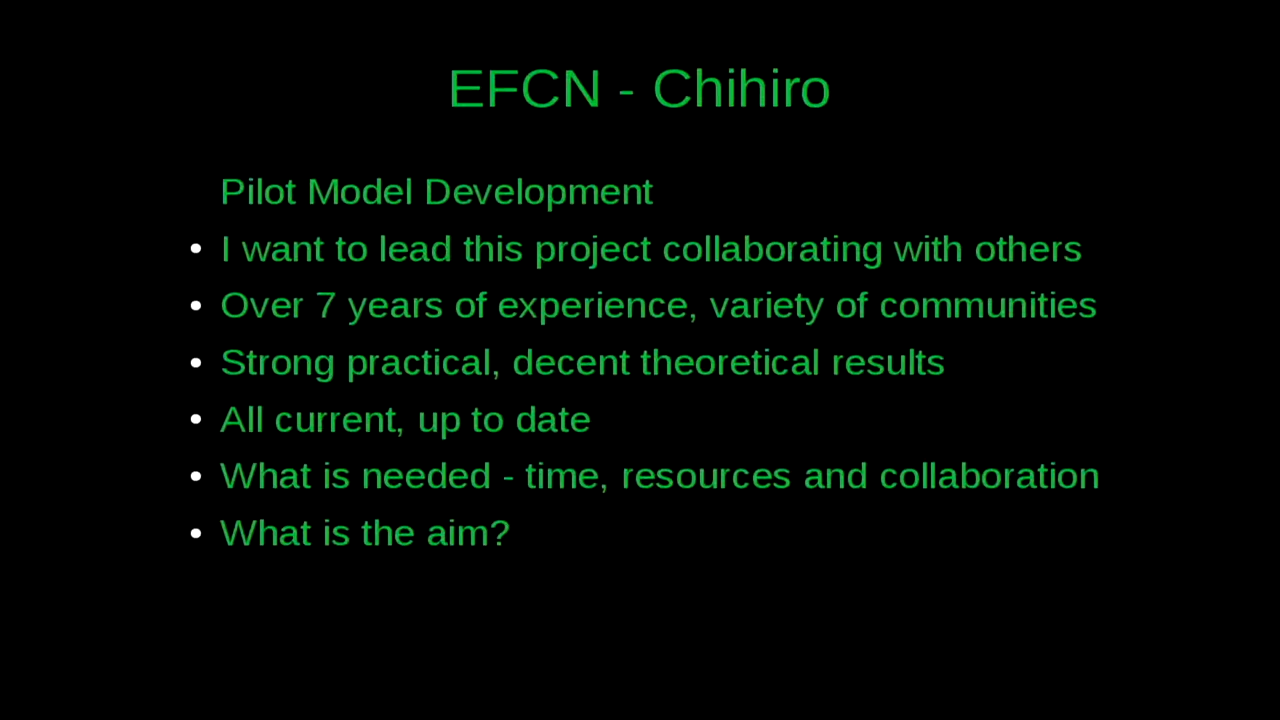 EFCN - Chihiro
Pilot Model Development
• I want to lead this project collaborating with others
• Over 7 years of experience, variety of communities
• Strong practical, decent theoretical results
• All current, up to date
• What is needed - time, resources and collaboration
• What is the aim?